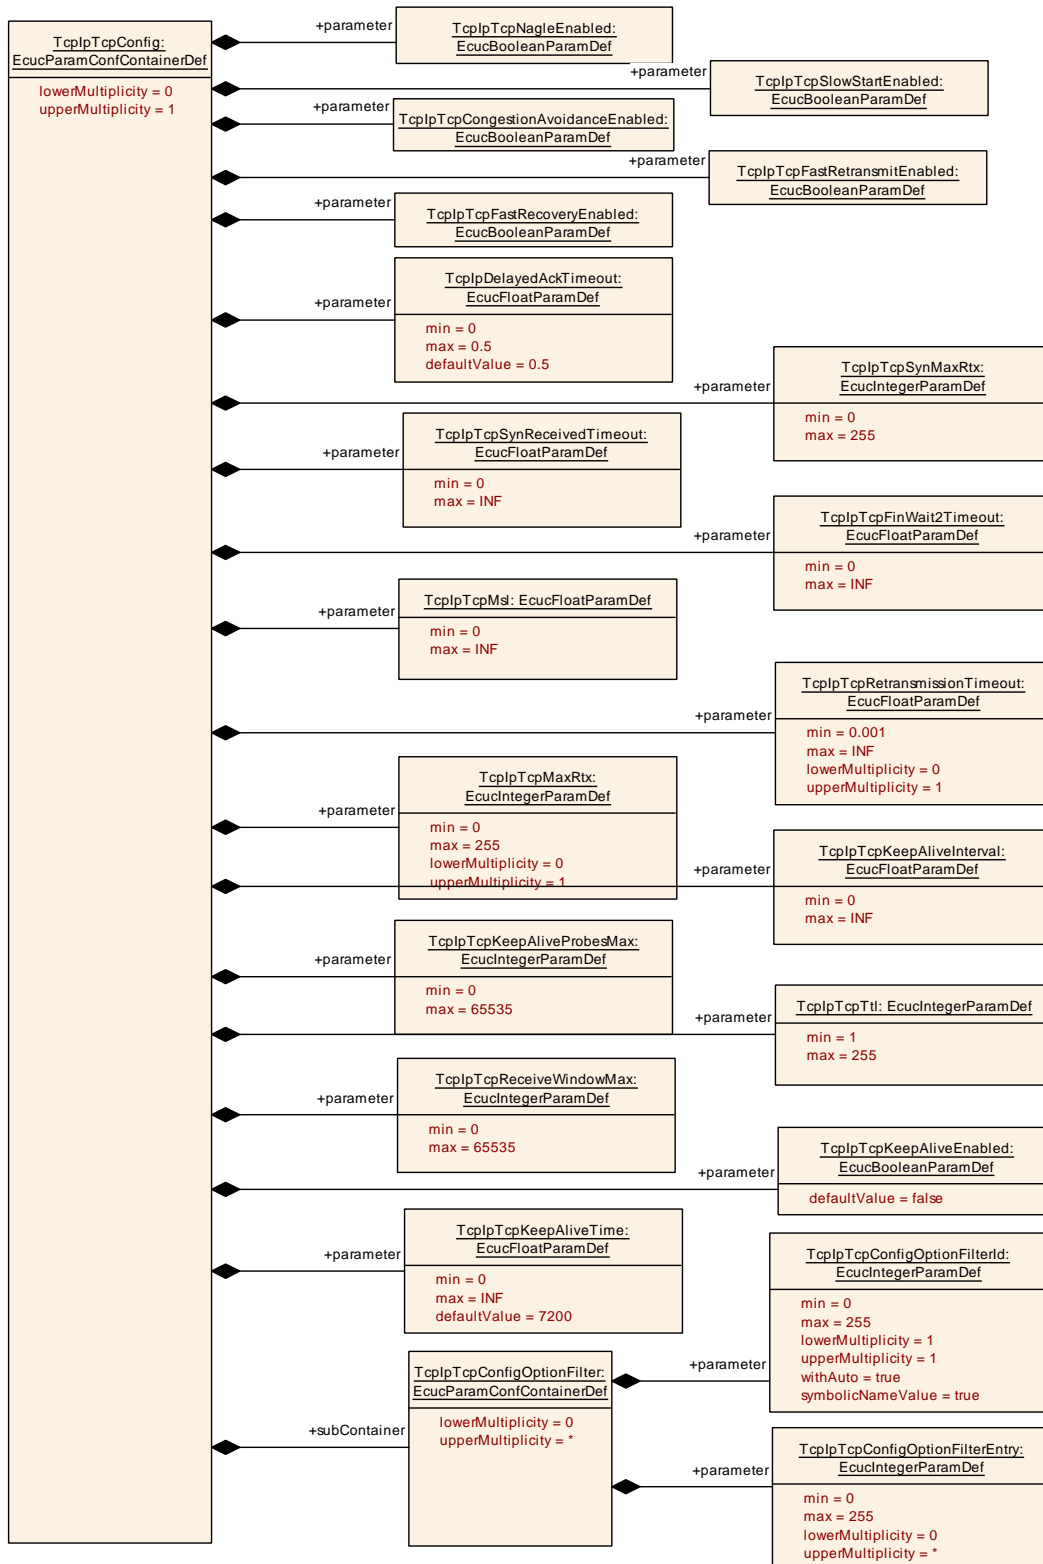 TcpIpTcpConfig:
EcucParamConfContainerDef
lowerMultiplicity = 0
upperMultiplicity = 1
+parameter
TcpIpTcpNagleEnabled:
EcucBooleanParamDef
+parameter
TcpIpTcpSlowStartEnabled:
EcucBooleanParamDef
+parameter
TcpIpTcpCongestionAvoidanceEnabled:
EcucBooleanParamDef
+parameter
TcpIpTcpFastRetransmitEnabled:
EcucBooleanParamDef
+parameter
TcpIpTcpFastRecoveryEnabled:
EcucBooleanParamDef
+parameter
TcpIpDelayedAckTimeout:
EcucFloatParamDef
min = 0
max = 0.5
defaultValue = 0.5
+parameter
TcpIpTcpSynMaxRtx:
EcucIntegerParamDef
min = 0
max = 255
+parameter
TcpIpTcpSynReceivedTimeout:
EcucFloatParamDef
min = 0
max = INF
+parameter
TcpIpTcpFinWait2Timeout:
EcucFloatParamDef
min = 0
max = INF
+parameter
TcpIpTcpMsl: EcucFloatParamDef
min = 0
max = INF
+parameter
TcpIpTcpRetransmissionTimeout:
EcucFloatParamDef
min = 0.001
max = INF
lowerMultiplicity = 0
upperMultiplicity = 1
+parameter
TcpIpTcpMaxRtx:
EcucIntegerParamDef
min = 0
max = 255
lowerMultiplicity = 0
upperMultiplicity = 1
+parameter
TcpIpTcpKeepAliveInterval:
EcucFloatParamDef
min = 0
max = INF
+parameter
TcpIpTcpKeepAliveProbesMax:
EcucIntegerParamDef
min = 0
max = 65535
+parameter
TcpIpTcpTtl: EcucIntegerParamDef
min = 1
max = 255
+parameter
TcpIpTcpReceiveWindowMax:
EcucIntegerParamDef
min = 0
max = 65535
+parameter
TcpIpTcpKeepAliveEnabled:
EcucBooleanParamDef
defaultValue = false
+parameter
TcpIpTcpKeepAliveTime:
EcucFloatParamDef
min = 0
max = INF
defaultValue = 7200
+parameter
TcpIpTcpConfigOptionFilterId:
EcucIntegerParamDef
min = 0
max = 255
lowerMultiplicity = 1
upperMultiplicity = 1
withAuto = true
symbolicNameValue = true
+subContainer
TcpIpTcpConfigOptionFilter:
EcucParamConfContainerDef
lowerMultiplicity = 0
upperMultiplicity = *
+parameter
TcpIpTcpConfigOptionFilterEntry:
EcucIntegerParamDef
min = 0
max = 255
lowerMultiplicity = 0
upperMultiplicity = *